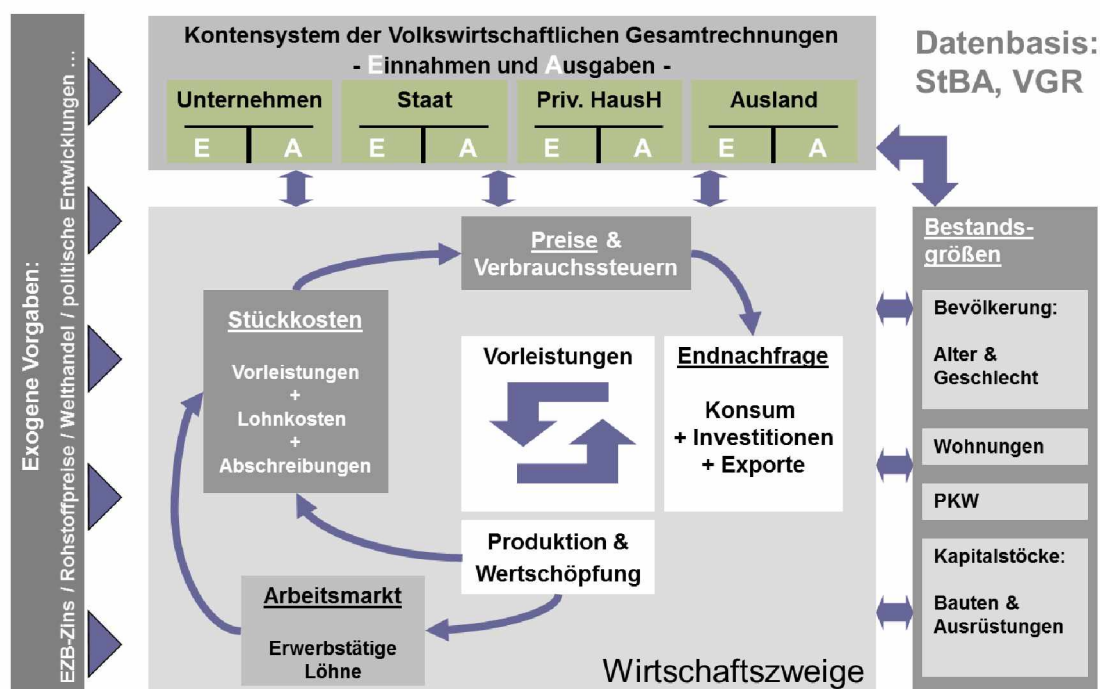 Exogene Vorgaben:
EZB-Zins / Rohstoffpreise / Welthandel / politische Entwicklungen ...
Kontensystem der Volkswirtschaftlichen Gesamtrechnungen
- Einnahmen und Ausgaben -
Unternehmen
E A
Staat
E A
Priv. HausH
E A
Ausland
E A
Datenbasis:
StBA, VGR
Preise &
Verbrauchssteuern
Stückkosten
Vorleistungen
+
Lohnkosten
+
Abschreibungen
Vorleistungen
Endnachfrage
Konsum
+ Investitionen
+ Exporte
Produktion &
Wertschöpfung
Arbeitsmarkt
Erwerbstätige
Löhne
Wirtschaftszweige
Bestands-
größen
Bevölkerung:
Alter &
Geschlecht
Wohnungen
PKW
Kapitalstöcke:
Bauten &
Ausrüstungen